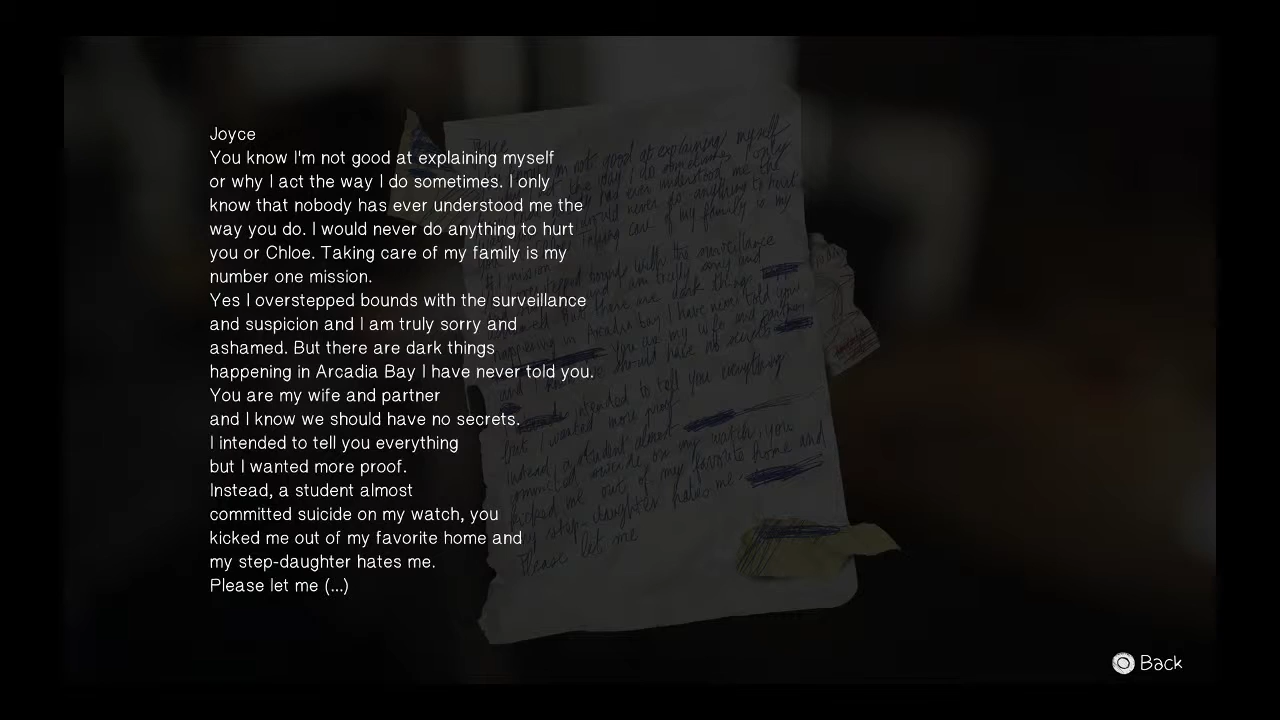 Joyce
You know I'm not good at explaining myself
or why I act the way I do sometimes. I only
know that nobody has ever understood me the
way you do. I would never do anything to hurt
you or Chloe. Taking care of my family is my
number one mission.
Yes I overstepped bounds with the surveillance
and suspicion and I am truly sorry and
ashamed. But there are dark things
happening in Arcadia Bay I have never told you.
You are my wife and partner
and I know we should have no secrets.
I intended to tell you everything
but I wanted more proof.
Instead, a student almost
committed suicide on my watch, you
kicked me out of my favorite home and
my step-daughter hates me.
Please let me (...)
Back